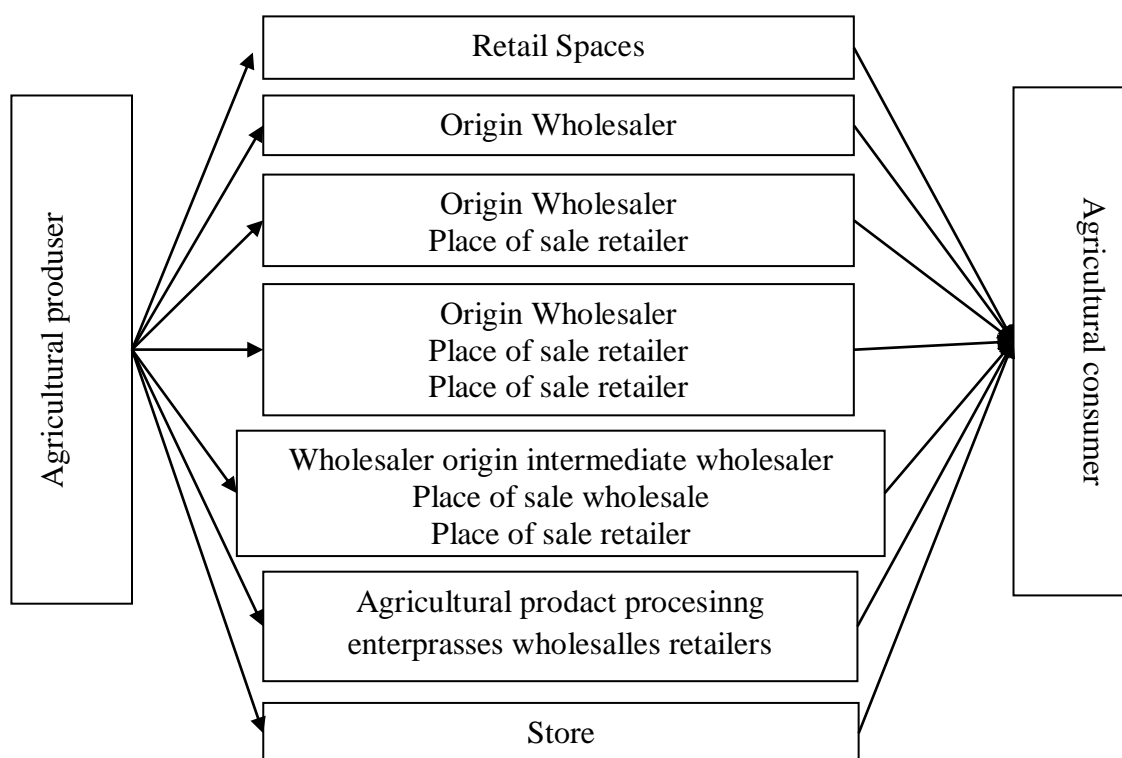 Retail Spaces
Agricultural produser
Origin Wholesaler
Origin Wholesaler
Place of sale retailer
Origin Wholesaler
Place of sale retailer
Place of sale retailer
Wholesaler origin intermediate wholesaler
Place of sale wholesale
Place of sale retailer
Agricultural prodact procesinng
enterprasses wholesalles retailers
Store
Agricultural consumer